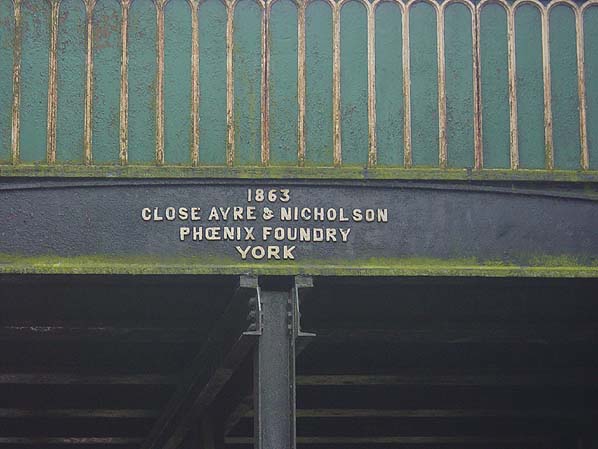 1863
CLOSE AYRE & NICHOLSON
PHŒNIX FOUNDRY
YORK